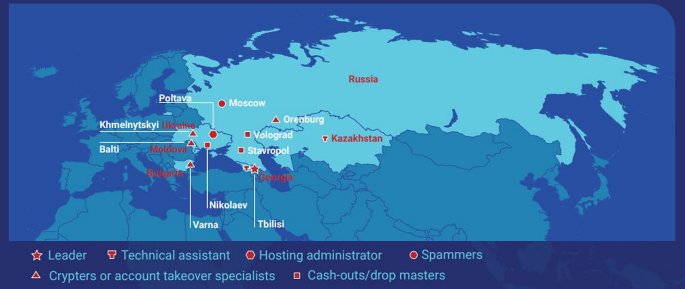 Russia
Poltava
Moscow
Orenburg
Khmelnytskyi Ukraine
Volograd
Kazakhstan
Balti
Moldova
Stavropol
Bulgaria
Georgia
Nikolaev
Varna
Tbilisi
Leader
Technical assistant
Hosting administrator
Spammers
Crypters or account takeover specialists
Cash-outs/drop masters